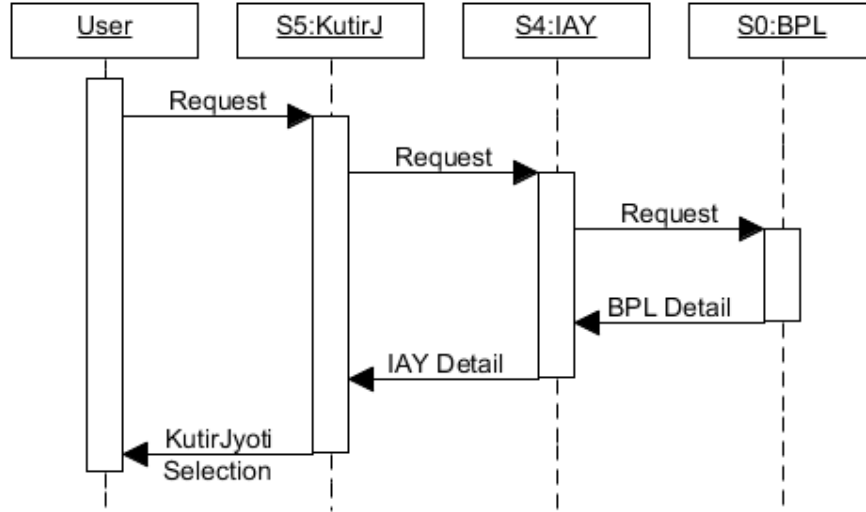 User
S5:KutirJ
S4:IAY
S0:BPL
Request
Request
Request
BPL Detail
IAY Detail
KutirJyoti
Selection